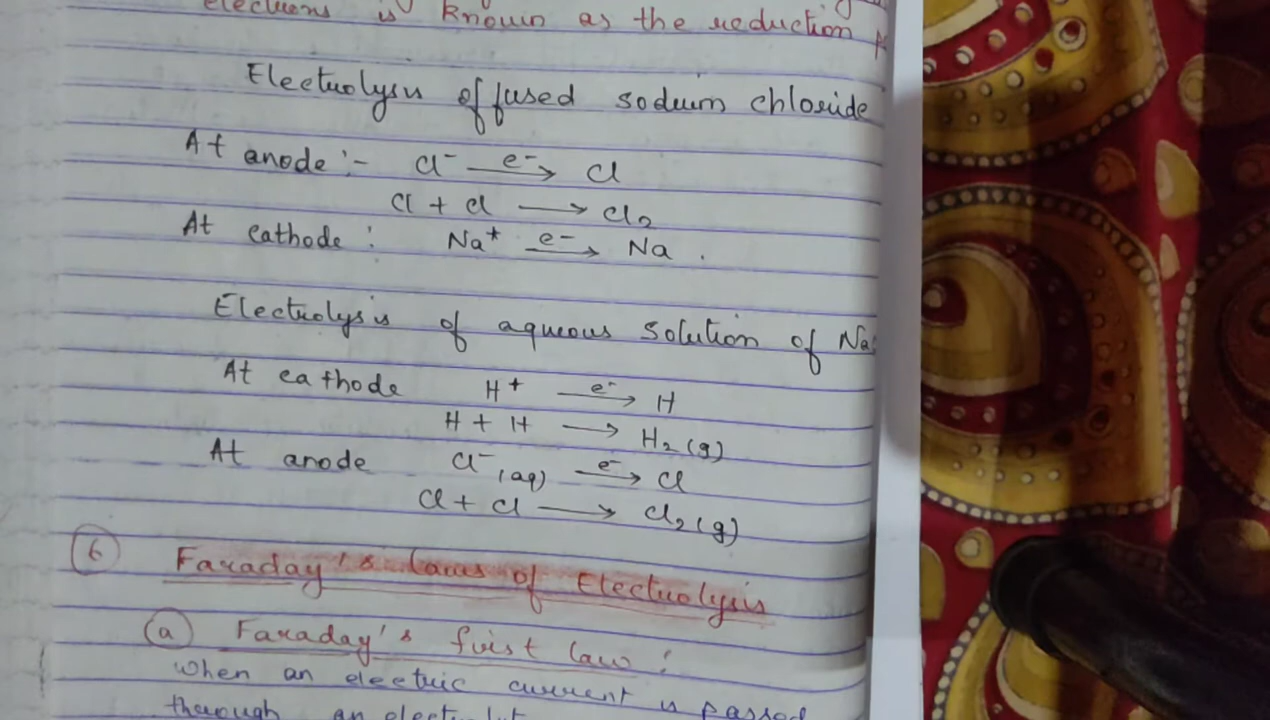 electrons is known as the reduction
Electrolysis of fused sodium chloride
At anode :- Cl⁻ —e⁻→ Cl
Cl + Cl ⟶ Cl₂
At cathode : Na⁺ —e⁻→ Na .
Electrolysis of aqueous solution of Na
At cathode H⁺ —e⁻→ H
H + H ⟶ H₂(g)
At anode Cl⁻(aq) —e⁻→ Cl
Cl + Cl ⟶ Cl₂(g)
6 Faraday's Laws of Electrolysis
(a) Faraday's first law :
When an electric current is passed
through an